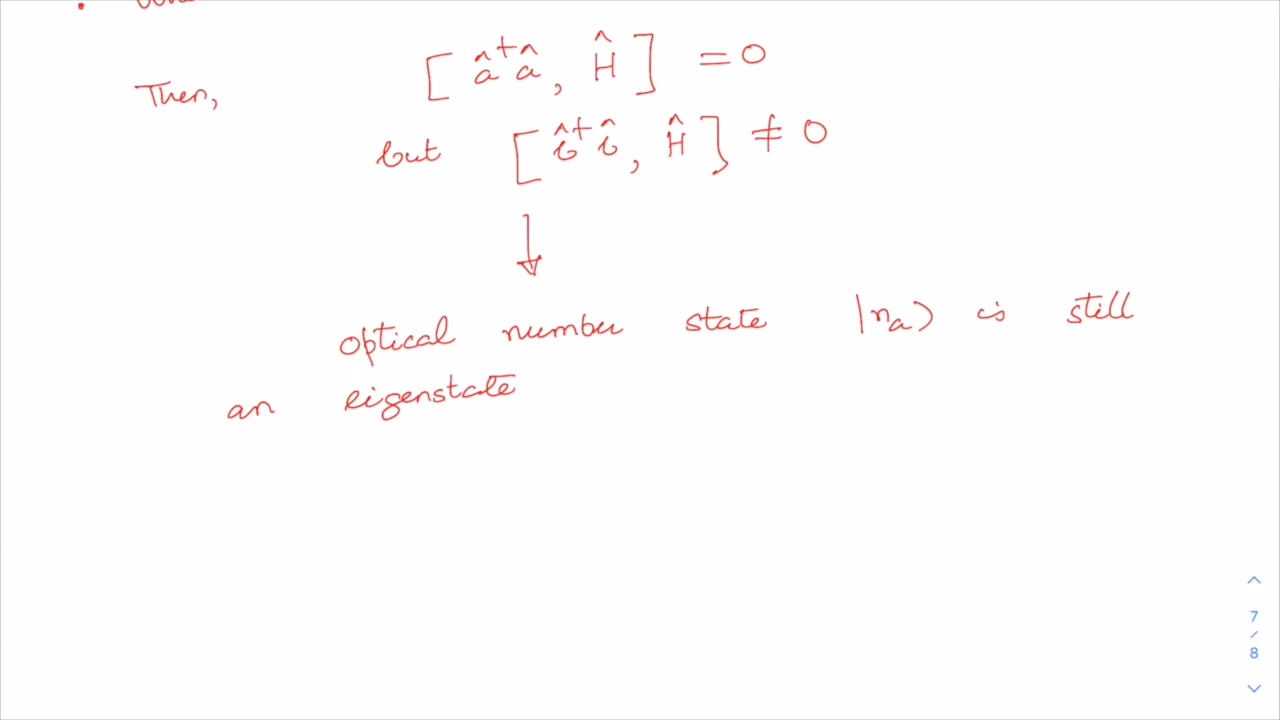 [â†â, Ĥ] = 0
Then,
but [b̂†b̂, Ĥ] ≠ 0
↓
optical number state |nₐ⟩ is still
an eigenstate
7
/
8